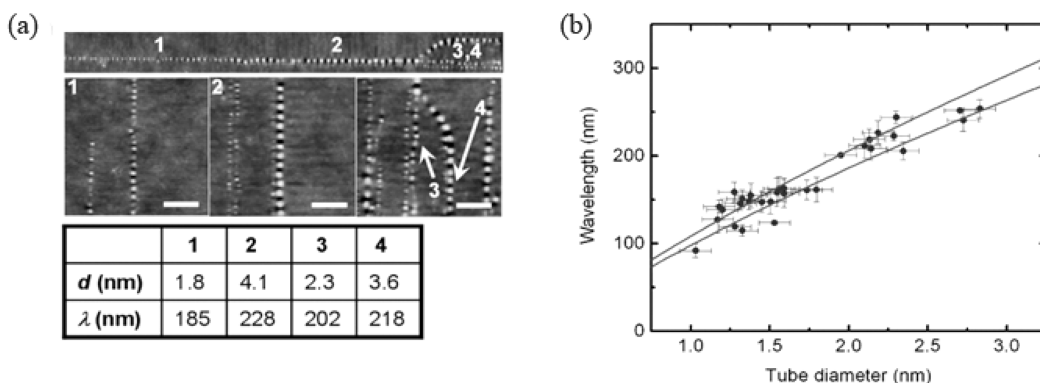 (a)
1 2 3,4
1 2 4
3
1 2 3 4
d (nm) 1.8 4.1 2.3 3.6
λ (nm) 185 228 202 218
(b)
300
200
100
0
Wavelength (nm)
1.0 1.5 2.0 2.5 3.0
Tube diameter (nm)